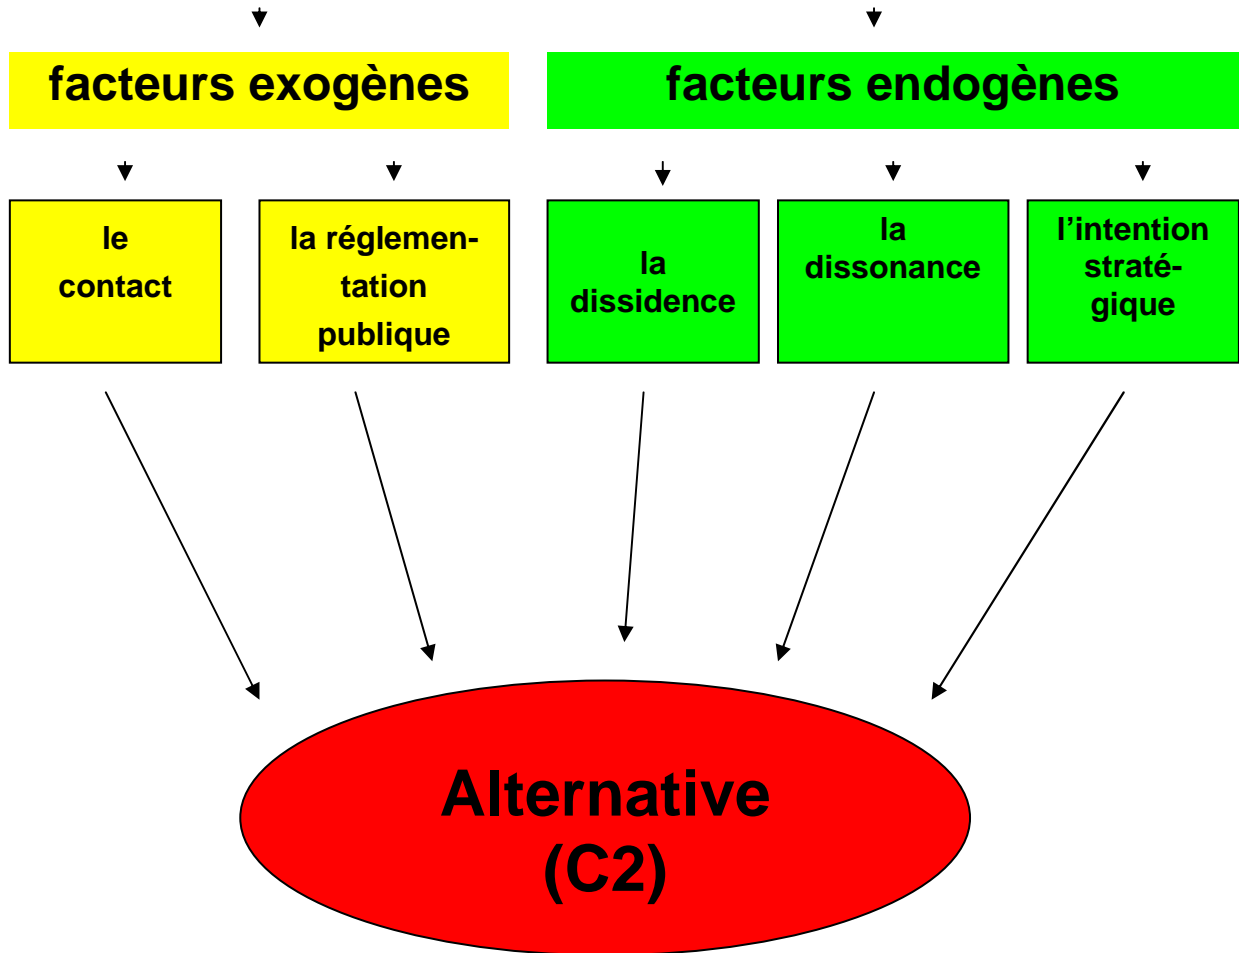 facteurs exogènes
facteurs endogènes
le
contact
la réglemen-
tation
publique
la
dissidence
la
dissonance
l’intention
straté-
gique
Alternative
(C2)